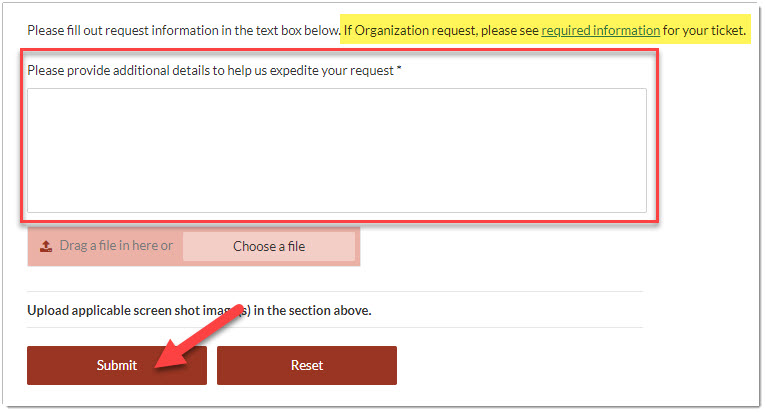 Please fill out request information in the text box below. If Organization request, please see required information for your ticket.
Please provide additional details to help us expedite your request *
Drag a file in here or Choose a file
Upload applicable screen shot image(s) in the section above.
Submit Reset